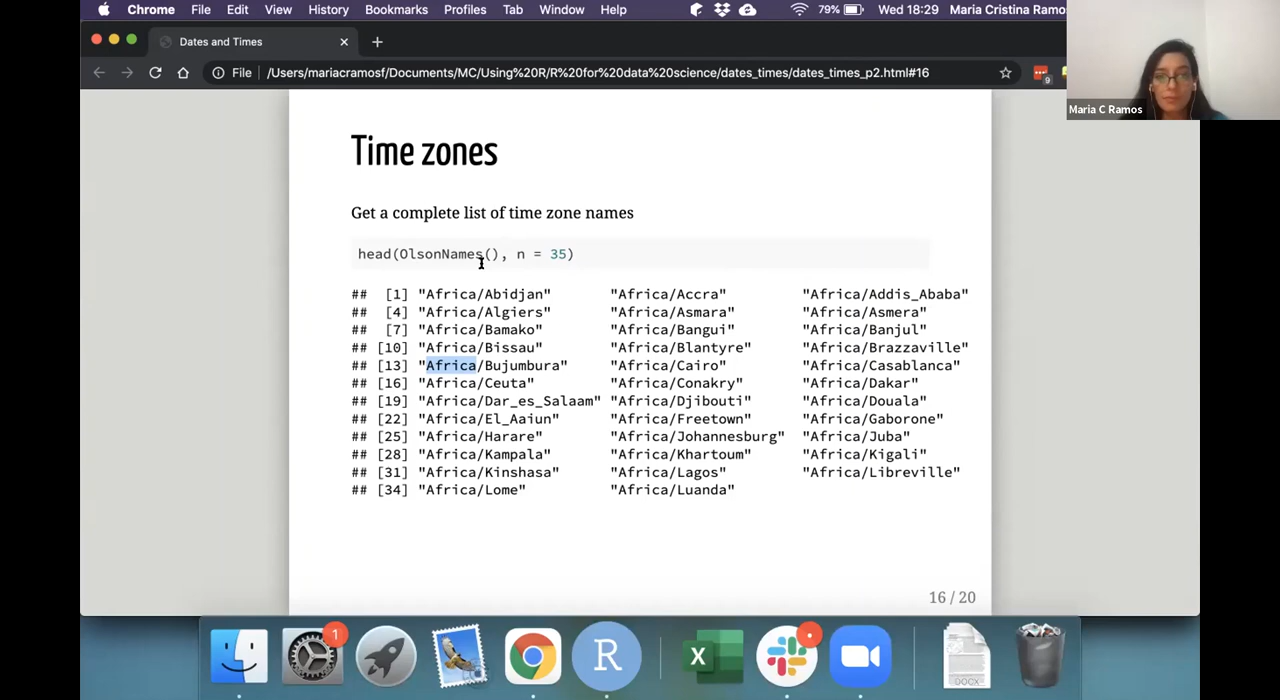 Chrome File Edit View History Bookmarks Profiles Tab Window Help 79% Wed 18:29 Maria Cristina Ramos
Dates and Times
File /Users/mariacramosf/Documents/MC/Using%20R/R%20for%20data%20science/dates_times/dates_times_p2.html#16
9
Maria C Ramos
Time zones
Get a complete list of time zone names
head(OlsonNames(), n = 35)
## [1] "Africa/Abidjan" "Africa/Accra" "Africa/Addis_Ababa"
## [4] "Africa/Algiers" "Africa/Asmara" "Africa/Asmera"
## [7] "Africa/Bamako" "Africa/Bangui" "Africa/Banjul"
## [10] "Africa/Bissau" "Africa/Blantyre" "Africa/Brazzaville"
## [13] "Africa/Bujumbura" "Africa/Cairo" "Africa/Casablanca"
## [16] "Africa/Ceuta" "Africa/Conakry" "Africa/Dakar"
## [19] "Africa/Dar_es_Salaam" "Africa/Djibouti" "Africa/Douala"
## [22] "Africa/El_Aaiun" "Africa/Freetown" "Africa/Gaborone"
## [25] "Africa/Harare" "Africa/Johannesburg" "Africa/Juba"
## [28] "Africa/Kampala" "Africa/Khartoum" "Africa/Kigali"
## [31] "Africa/Kinshasa" "Africa/Lagos" "Africa/Libreville"
## [34] "Africa/Lome" "Africa/Luanda"
16 / 20
1
R
X
DOCX